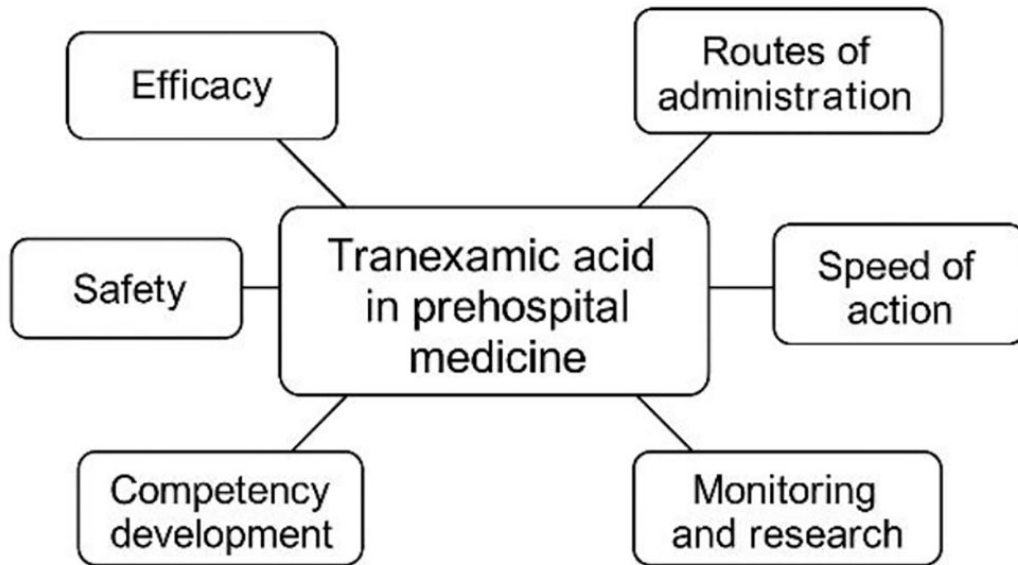 Efficacy
Routes of
administration
Tranexamic acid
in prehospital
medicine
Safety
Speed of
action
Competency
development
Monitoring
and research